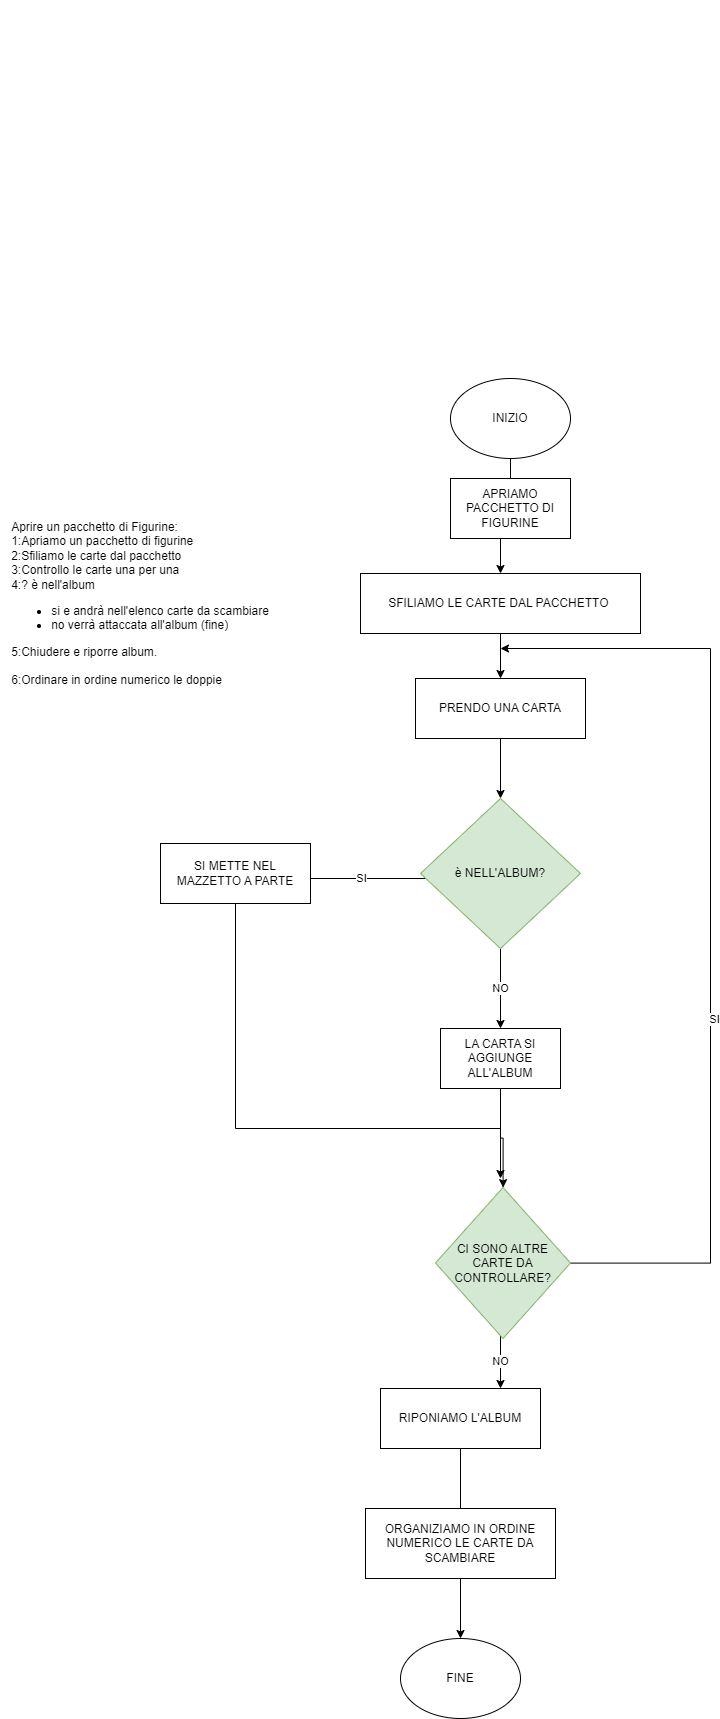 INIZIO
APRIAMO
PACCHETTO DI
FIGURINE
Aprire un pacchetto di Figurine:
1:Apriamo un pacchetto di figurine
2:Sfiliamo le carte dal pacchetto
3:Controllo le carte una per una
4:? è nell'album
si e andrà nell'elenco carte da scambiare
no verrà attaccata all'album (fine)
5:Chiudere e riporre album.
6:Ordinare in ordine numerico le doppie
SFILIAMO LE CARTE DAL PACCHETTO
PRENDO UNA CARTA
è NELL'ALBUM?
SI
SI METTE NEL
MAZZETTO A PARTE
NO
LA CARTA SI
AGGIUNGE
ALL'ALBUM
SI
CI SONO ALTRE
CARTE DA
CONTROLLARE?
NO
RIPONIAMO L'ALBUM
ORGANIZIAMO IN ORDINE
NUMERICO LE CARTE DA
SCAMBIARE
FINE